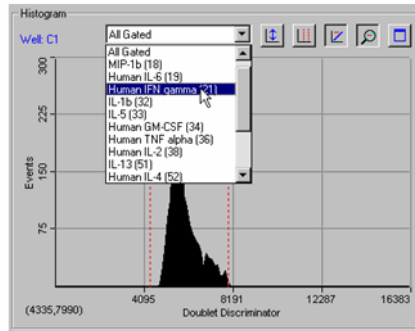 Histogram
Well: C1
All Gated
All Gated
MIP-1b (18)
Human IL-6 (19)
Human IFN gamma (21)
IL-1b (32)
IL-5 (33)
Human GM-CSF (34)
Human TNF alpha (36)
Human IL-2 (38)
IL-13 (51)
Human IL-4 (52)
300
225
150
75
Events
4095
8191
12287
16383
(4335,7990)
Doublet Discriminator